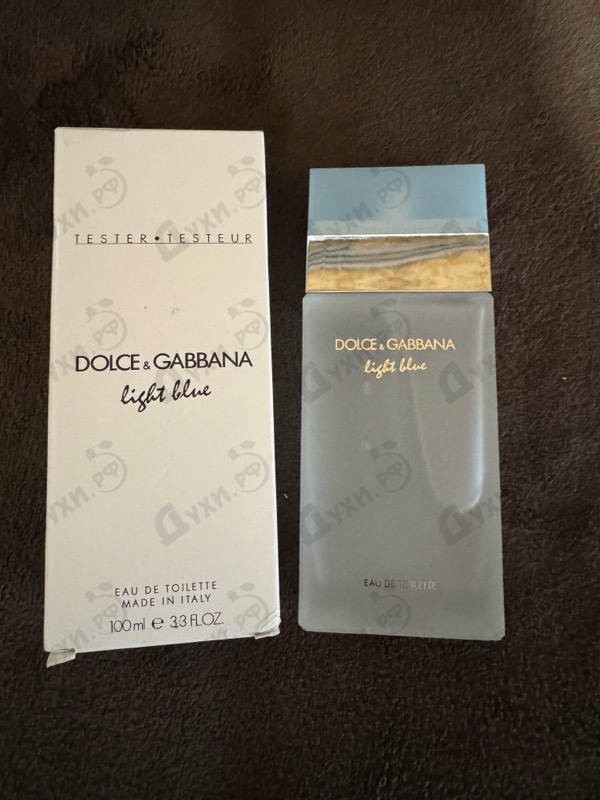 TESTER • TESTEUR
DOLCE & GABBANA
light blue
EAU DE TOILETTE
MADE IN ITALY
100 ml e 3.3 FL.OZ.
DOLCE & GABBANA
light blue
EAU DE TOILETTE
Духи.рф